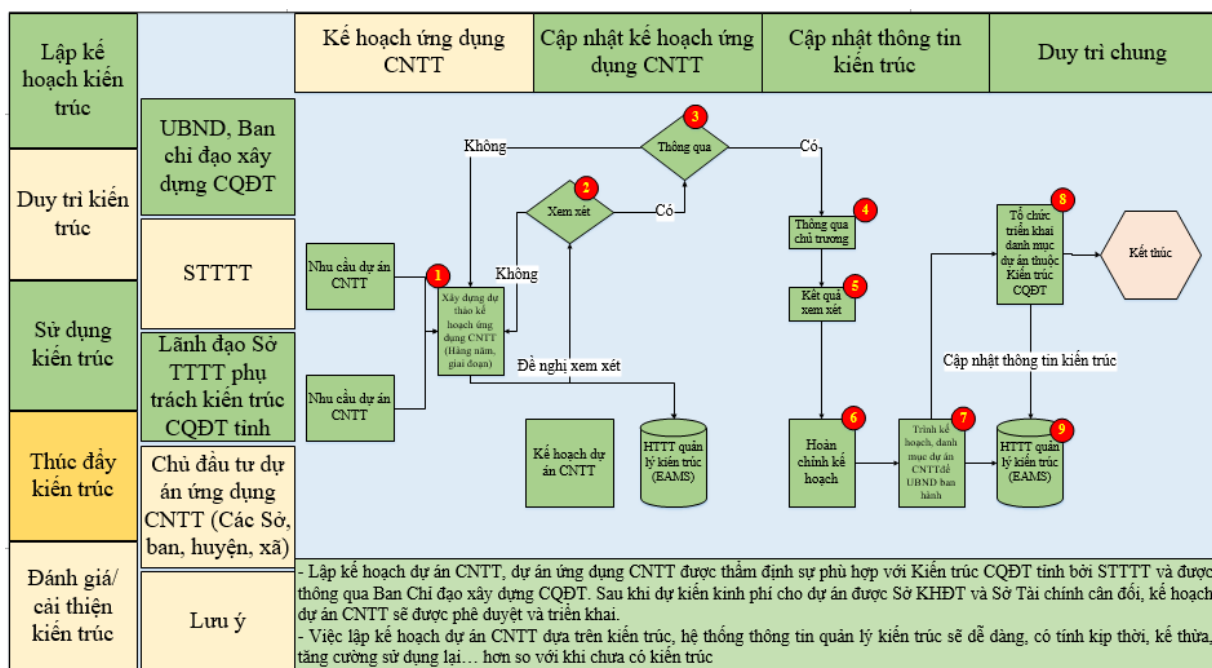 Lập kế
hoạch kiến
trúc
Duy trì kiến
trúc
Sử dụng
kiến trúc
Thúc đẩy
kiến trúc
Đánh giá/
cải thiện
kiến trúc
UBND, Ban
chỉ đạo xây
dựng CQĐT
STTTT
Lãnh đạo Sở
TTTT phụ
trách kiến trúc
CQĐT tỉnh
Chủ đầu tư dự
án ứng dụng
CNTT (Các Sở,
ban, huyện, xã)
Lưu ý
Kế hoạch ứng dụng
CNTT
Cập nhật kế hoạch ứng
dụng CNTT
Cập nhật thông tin
kiến trúc
Duy trì chung
3
Thông qua
Không
Có
2
Xem xét
Có
Không
Nhu cầu dự án
CNTT
Nhu cầu dự án
CNTT
1
Xây dựng dự
thảo kế
hoạch ứng
dụng CNTT
(Hàng năm,
giai đoạn)
Đề nghị xem xét
Kế hoạch dự
án CNTT
HTTT quản
lý kiến trúc
(EAMS)
4
Thông qua
chủ trương
5
Kết quả
xem xét
6
Hoàn
chỉnh kế
hoạch
7
Trình kế
hoạch, danh
mục dự án
CNTTđể
UBND ban
hành
8
Tổ chức
triển khai
danh mục
dự án thuộc
Kiến trúc
CQĐT
Kết thúc
Cập nhật thông tin kiến trúc
9
HTTT quản
lý kiến trúc
(EAMS)
- Lập kế hoạch dự án CNTT, dự án ứng dụng CNTT được thẩm định sự phù hợp với Kiến trúc CQĐT tỉnh bởi STTTT và được
thông qua Ban Chỉ đạo xây dựng CQĐT. Sau khi dự kiến kinh phí cho dự án được Sở KHĐT và Sở Tài chính cân đối, kế hoạch
dự án CNTT sẽ được phê duyệt và triển khai.
- Việc lập kế hoạch dự án CNTT dựa trên kiến trúc, hệ thống thông tin quản lý kiến trúc sẽ dễ dàng, có tính kịp thời, kế thừa,
tăng cường sử dụng lại… hơn so với khi chưa có kiến trúc